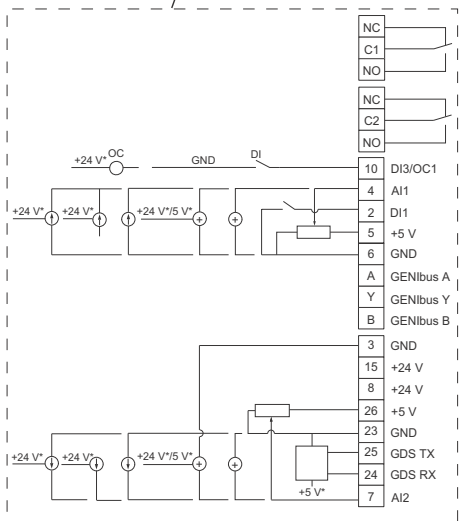 NC
C1
NO
NC
C2
NO
+24 V* OC GND DI 10 DI3/OC1
4 AI1
+24 V* +24 V* +24 V*/5 V* 2 DI1
5 +5 V
6 GND
A GENIbus A
Y GENIbus Y
B GENIbus B
3 GND
15 +24 V
8 +24 V
26 +5 V
23 GND
+24 V* +24 V* +24 V*/5 V* 25 GDS TX
24 GDS RX
+5 V* 7 AI2